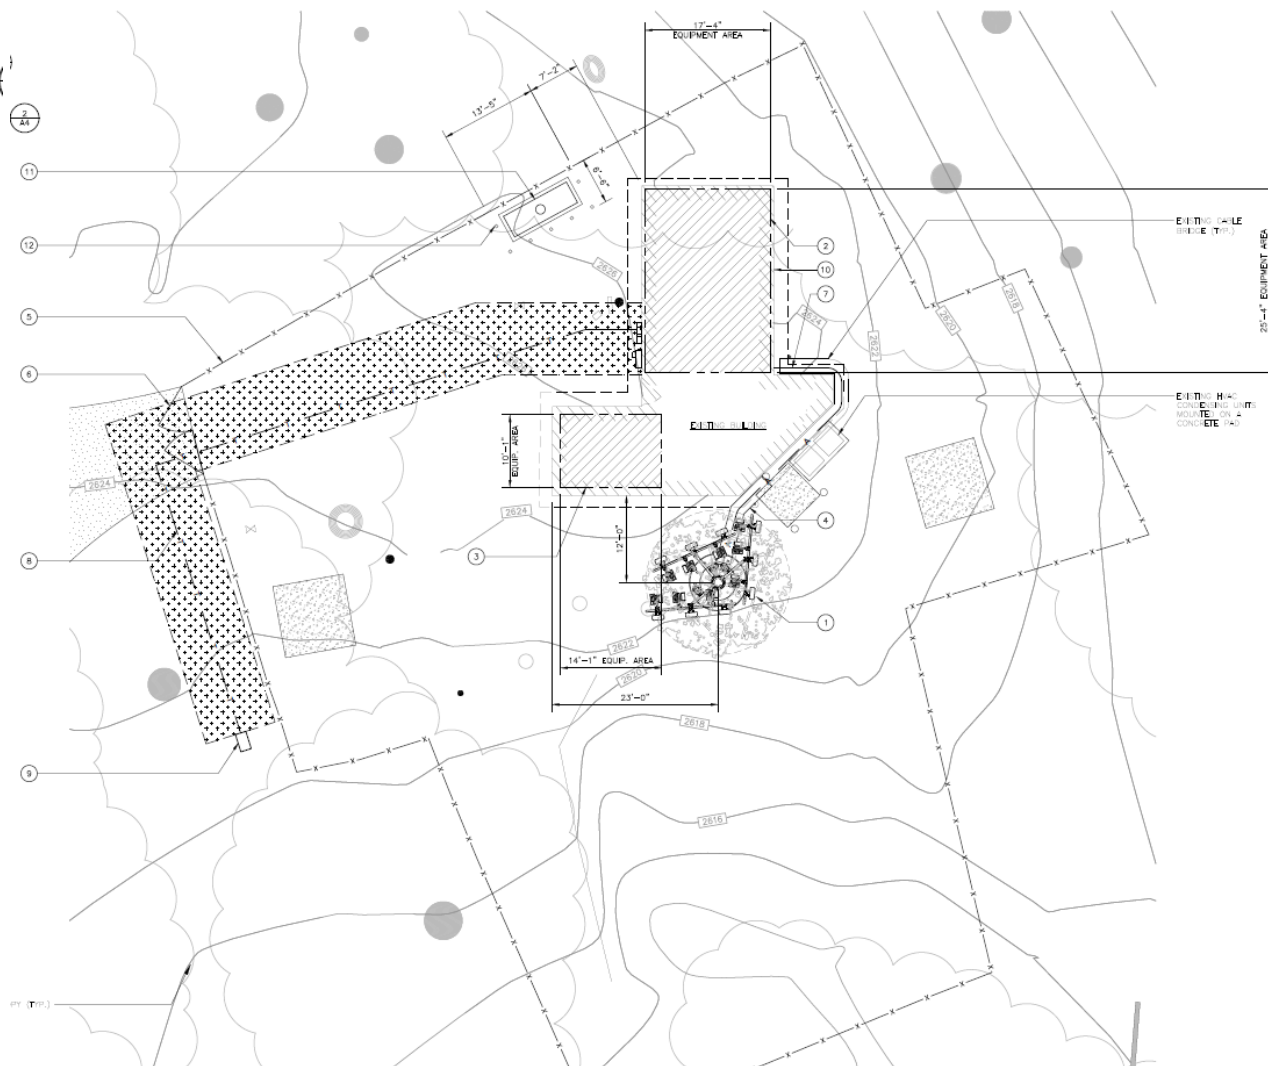 17'-4"
EQUIPMENT AREA
7'-2"
13'-5"
2
A4
11
6'-6"
12
2
EXISTING CABLE
BRIDGE (TYP.)
25'-4" EQUIPMENT AREA
10
2626
7
2618
5
2624
2620
2622
6
EXISTING HVAC
CONDENSING UNITS
MOUNTED ON A
CONCRETE PAD
EXISTING BUILDING
10'-1"
EQUIP. AREA
2624
2624
4
12'-0"
3
8
1
2622
14'-1" EQUIP. AREA
2620
23'-0"
2618
9
2616
(TYP.)